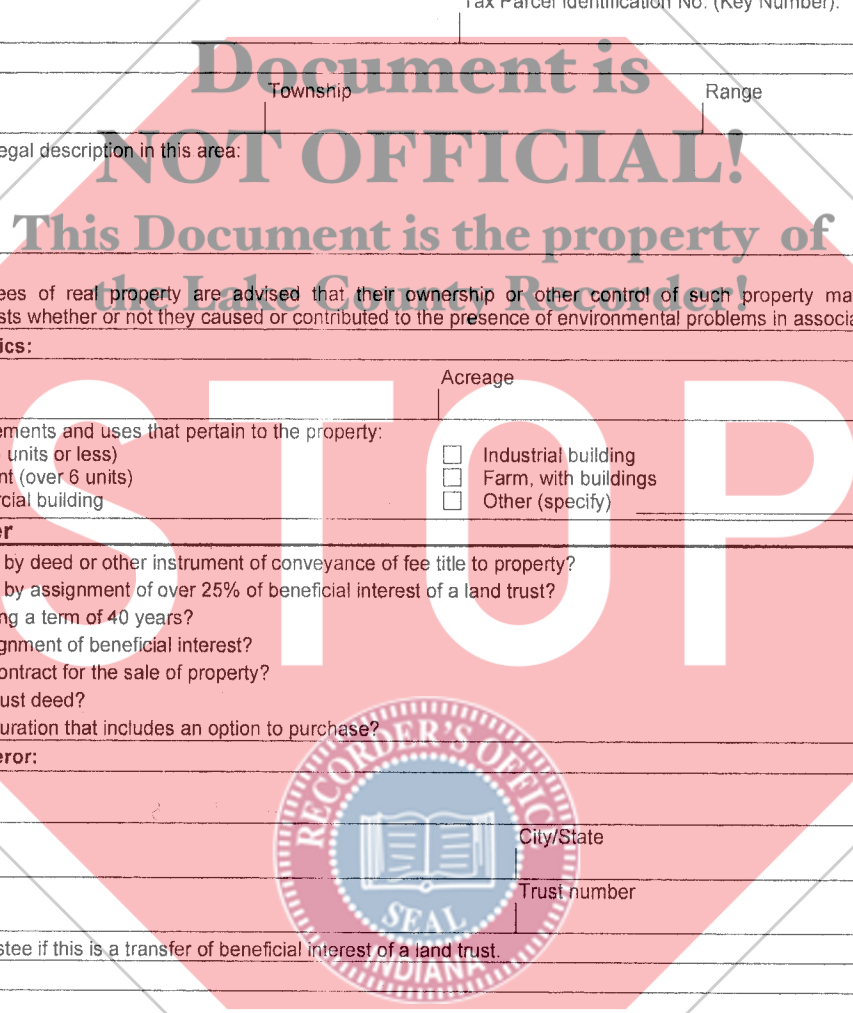 Tax Parcel Identification No. (Key Number):
Document is
Township
Range
NOT OFFICIAL!
egal description in this area:
This Document is the property of
the Lake County Recorder!
ees of real property are advised that their ownership or other control of such property ma
sts whether or not they caused or contributed to the presence of environmental problems in associa
ics:
Acreage
STOP
ements and uses that pertain to the property:
units or less)
Industrial building
nt (over 6 units)
Farm, with buildings
rcial building
Other (specify)
er
by deed or other instrument of conveyance of fee title to property?
by assignment of over 25% of beneficial interest of a land trust?
ng a term of 40 years?
gnment of beneficial interest?
ontract for the sale of property?
ust deed?
uration that includes an option to purchase?
eror:
RECORDER'S OFFICE
City/State
Trust number
SEAL
stee if this is a transfer of beneficial interest of a land trust.
INDIANA